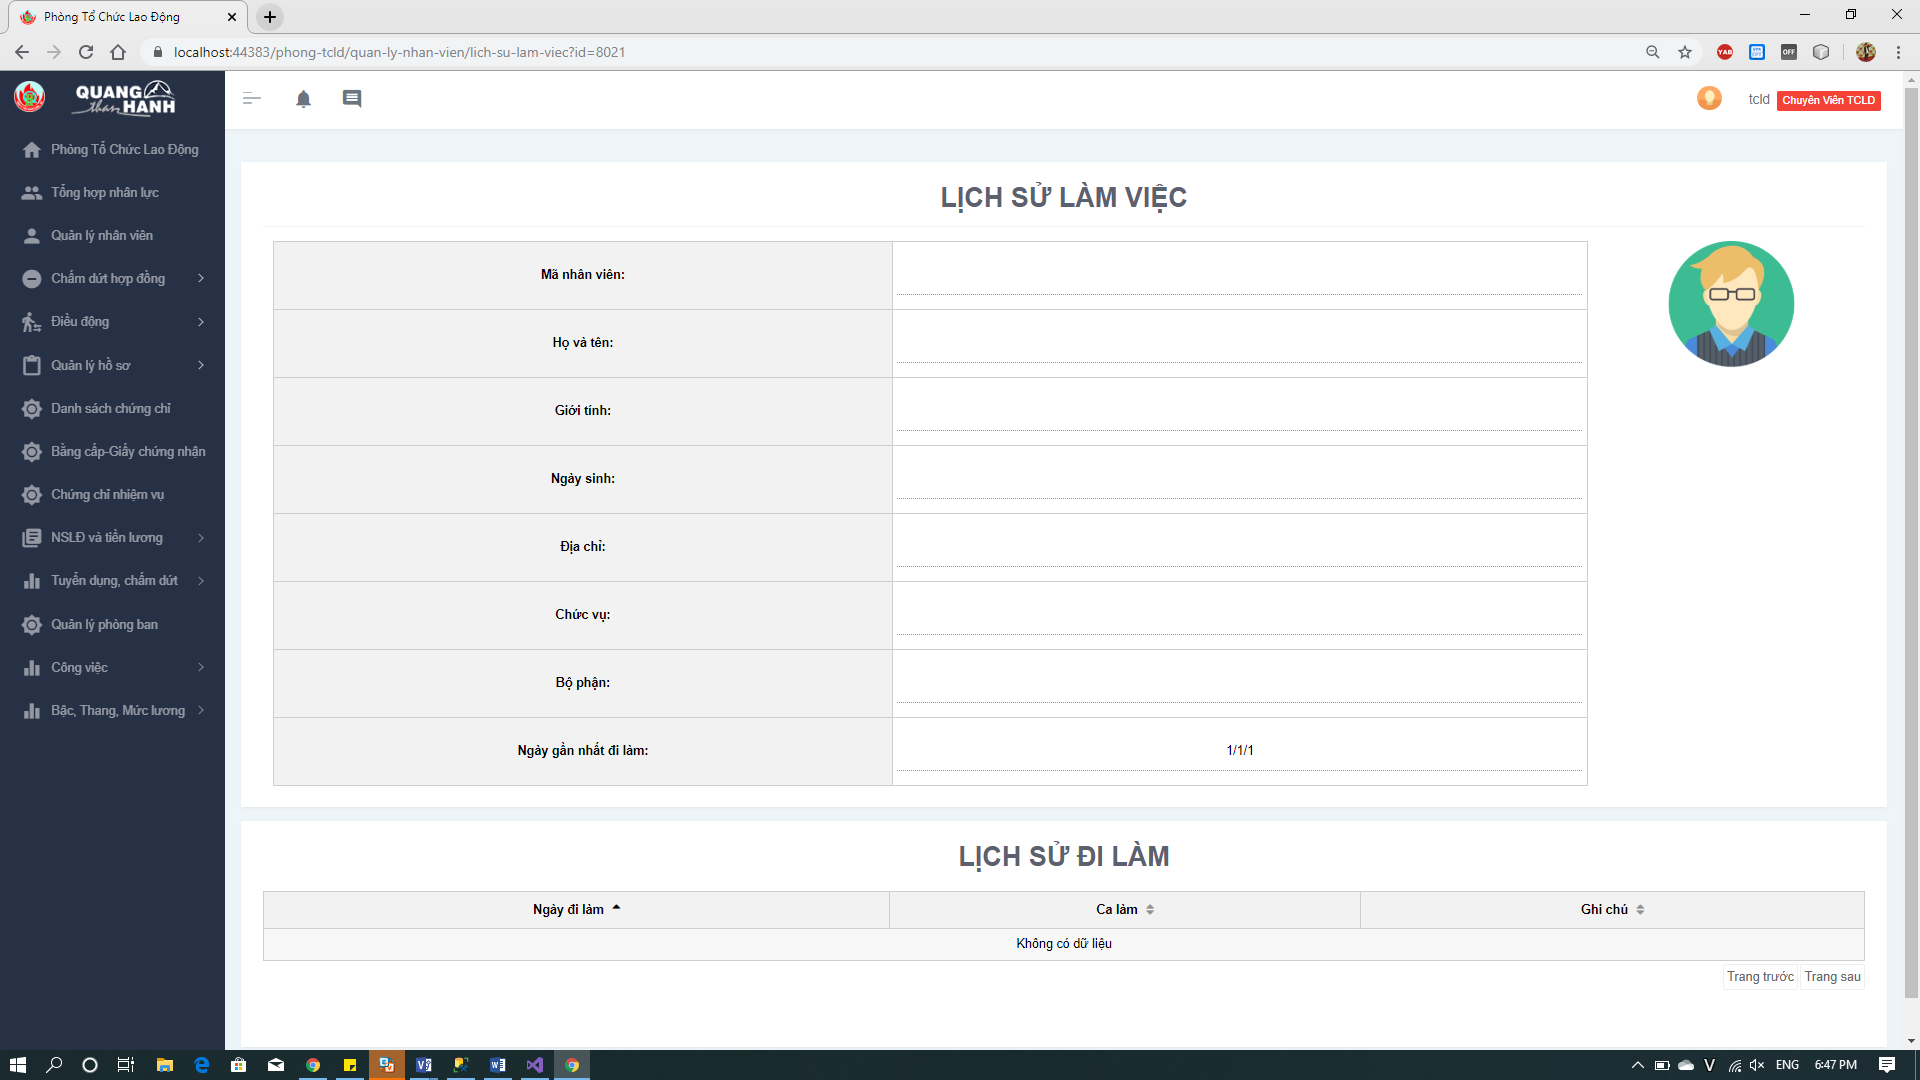 Phòng Tổ Chức Lao Động
localhost:44383/phong-tcld/quan-ly-nhan-vien/lich-su-lam-viec?id=8021
YAB
OFF
QUANG
than HANH
tcld Chuyên Viên TCLD
Phòng Tổ Chức Lao Động
Tổng hợp nhân lực
Quản lý nhân viên
Chấm dứt hợp đồng
Điều động
Quản lý hồ sơ
Danh sách chứng chỉ
Bằng cấp-Giấy chứng nhận
Chứng chỉ nhiệm vụ
NSLĐ và tiền lương
Tuyển dụng, chấm dứt
Quản lý phòng ban
Công việc
Bậc, Thang, Mức lương
LỊCH SỬ LÀM VIỆC
Mã nhân viên:
Họ và tên:
Giới tính:
Ngày sinh:
Địa chỉ:
Chức vụ:
Bộ phận:
Ngày gần nhất đi làm: 1/1/1
LỊCH SỬ ĐI LÀM
Ngày đi làm Ca làm Ghi chú
Không có dữ liệu
Trang trước Trang sau
V ENG 6:47 PM